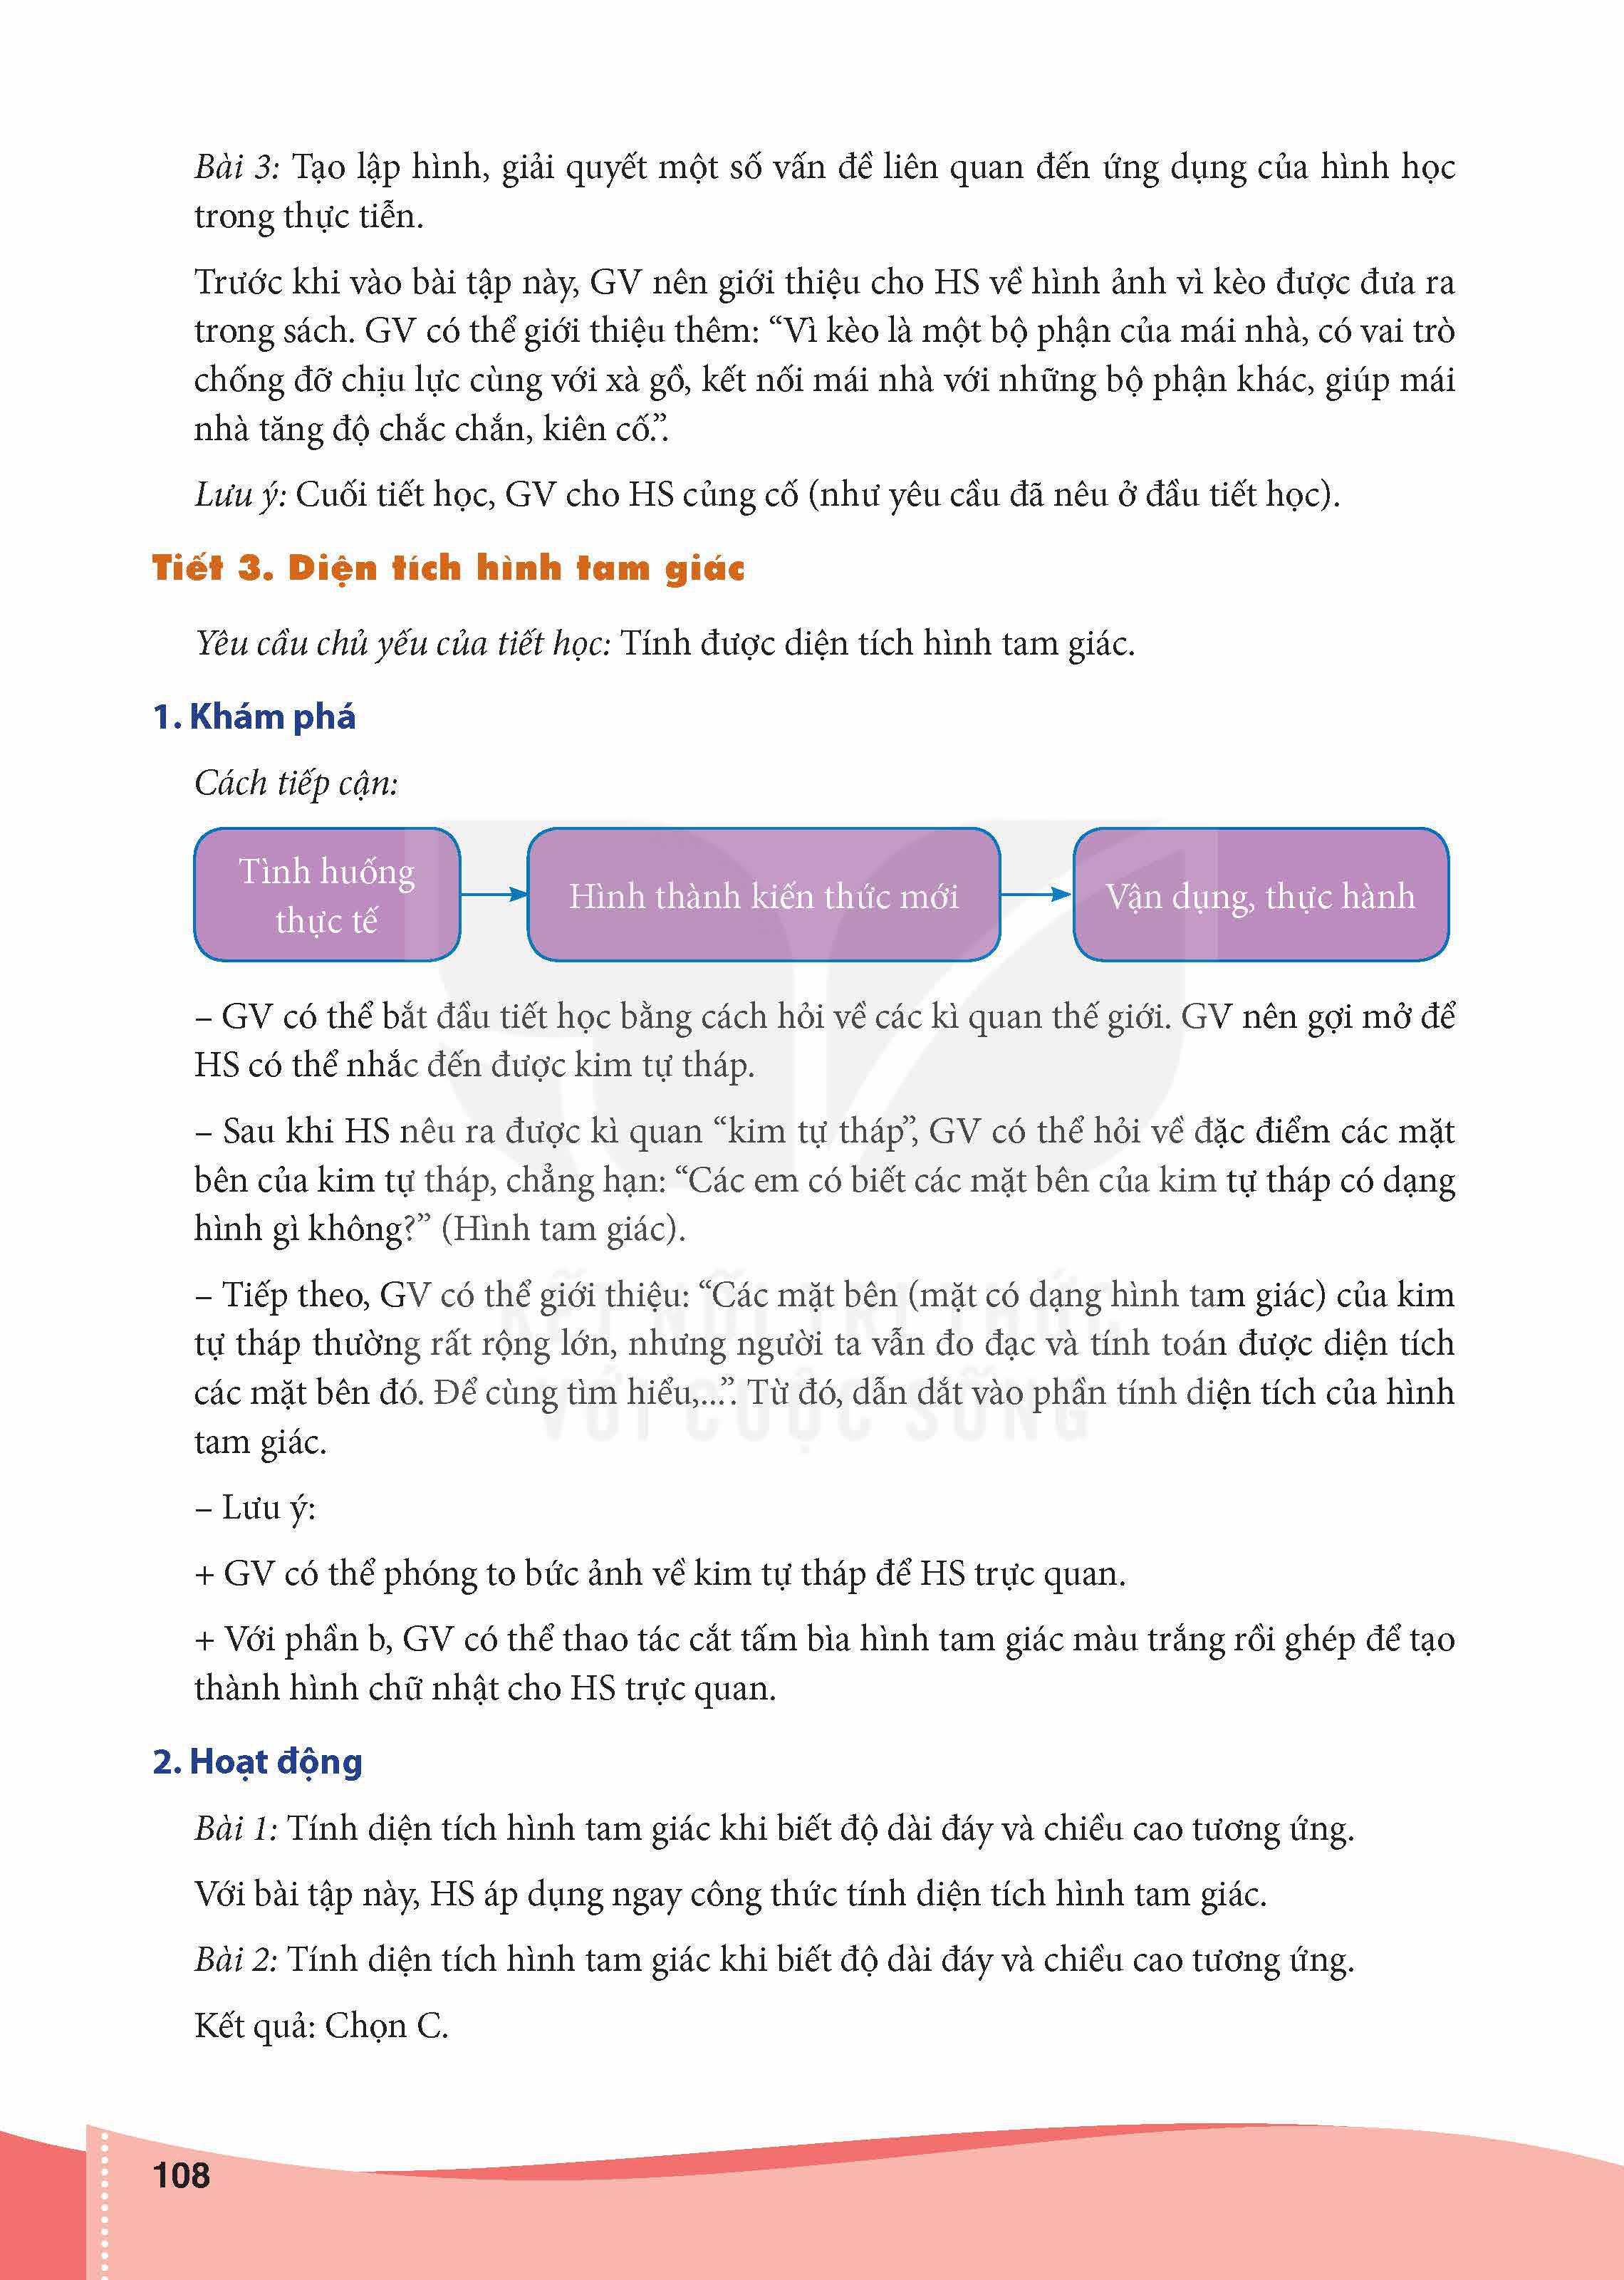 Bài 3: Tạo lập hình, giải quyết một số vấn đề liên quan đến ứng dụng của hình học
trong thực tiễn.
Trước khi vào bài tập này, GV nên giới thiệu cho HS về hình ảnh vì kèo được đưa ra
trong sách. GV có thể giới thiệu thêm: “Vì kèo là một bộ phận của mái nhà, có vai trò
chống đỡ chịu lực cùng với xà gồ, kết nối mái nhà với những bộ phận khác, giúp mái
nhà tăng độ chắc chắn, kiên cố.”.
Lưu ý: Cuối tiết học, GV cho HS củng cố (như yêu cầu đã nêu ở đầu tiết học).
Tiết 3. Diện tích hình tam giác
Yêu cầu chủ yếu của tiết học: Tính được diện tích hình tam giác.
1. Khám phá
Cách tiếp cận:
Tình huống
thực tế
Hình thành kiến thức mới
Vận dụng, thực hành
– GV có thể bắt đầu tiết học bằng cách hỏi về các kì quan thế giới. GV nên gợi mở để
HS có thể nhắc đến được kim tự tháp.
– Sau khi HS nêu ra được kì quan “kim tự tháp”, GV có thể hỏi về đặc điểm các mặt
bên của kim tự tháp, chẳng hạn: “Các em có biết các mặt bên của kim tự tháp có dạng
hình gì không?” (Hình tam giác).
– Tiếp theo, GV có thể giới thiệu: “Các mặt bên (mặt có dạng hình tam giác) của kim
tự tháp thường rất rộng lớn, nhưng người ta vẫn đo đạc và tính toán được diện tích
các mặt bên đó. Để cùng tìm hiểu,...”. Từ đó, dẫn dắt vào phần tính diện tích của hình
tam giác.
KẾT NỐI TRI THỨC
VỚI CUỘC SỐNG
– Lưu ý:
+ GV có thể phóng to bức ảnh về kim tự tháp để HS trực quan.
+ Với phần b, GV có thể thao tác cắt tấm bìa hình tam giác màu trắng rồi ghép để tạo
thành hình chữ nhật cho HS trực quan.
2. Hoạt động
Bài 1: Tính diện tích hình tam giác khi biết độ dài đáy và chiều cao tương ứng.
Với bài tập này, HS áp dụng ngay công thức tính diện tích hình tam giác.
Bài 2: Tính diện tích hình tam giác khi biết độ dài đáy và chiều cao tương ứng.
Kết quả: Chọn C.
108